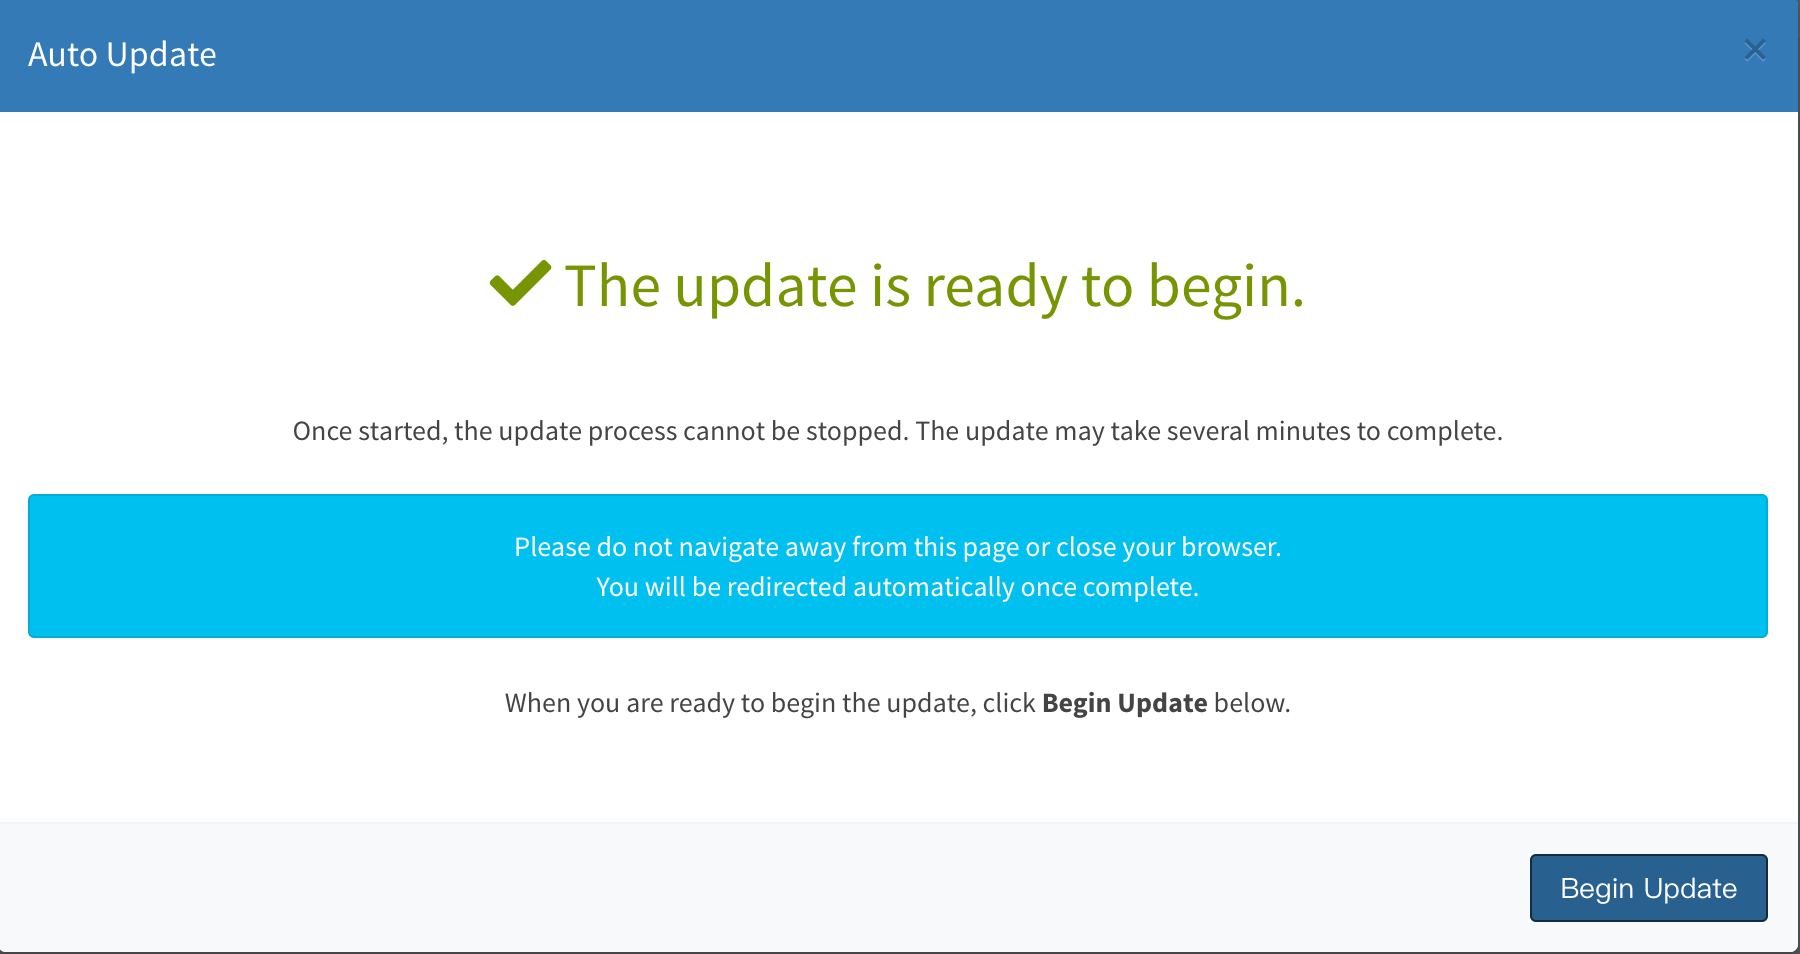 Auto Update
The update is ready to begin.
Once started, the update process cannot be stopped. The update may take several minutes to complete.
Please do not navigate away from this page or close your browser.
You will be redirected automatically once complete.
When you are ready to begin the update, click Begin Update below.
Begin Update